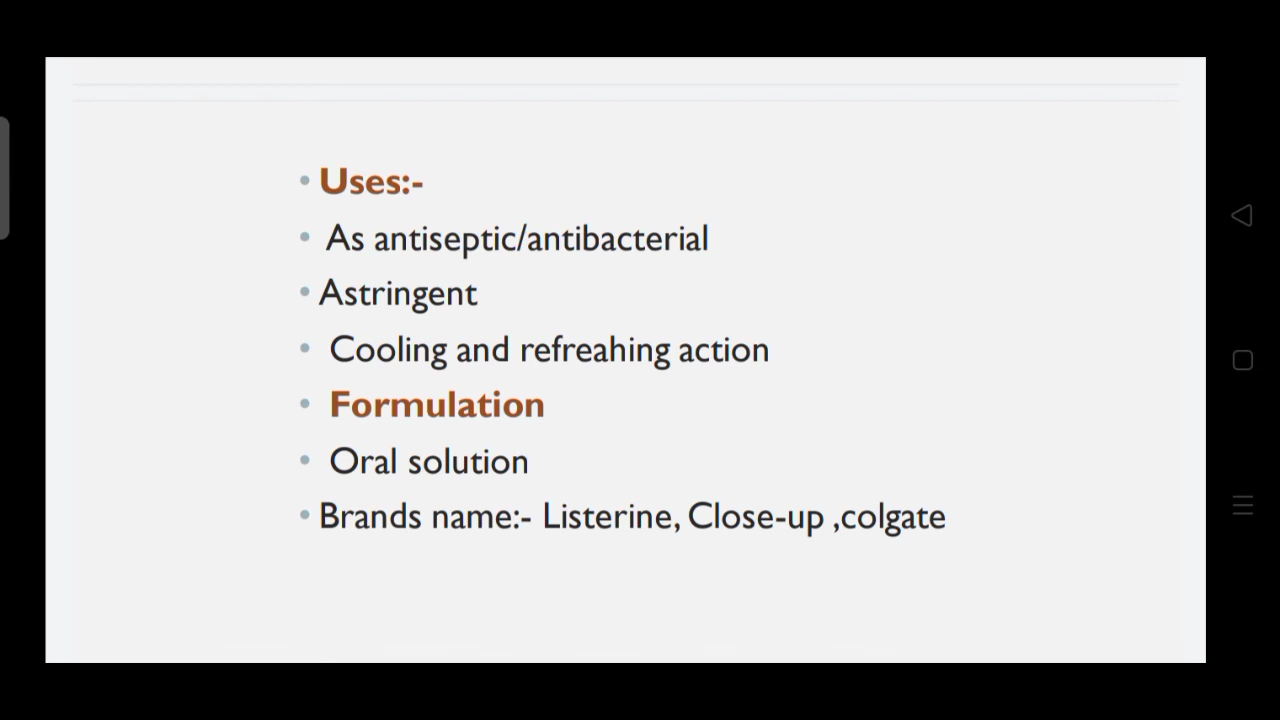 • Uses:-
• As antiseptic/antibacterial
• Astringent
• Cooling and refreahing action
• Formulation
• Oral solution
• Brands name:- Listerine, Close-up ,colgate